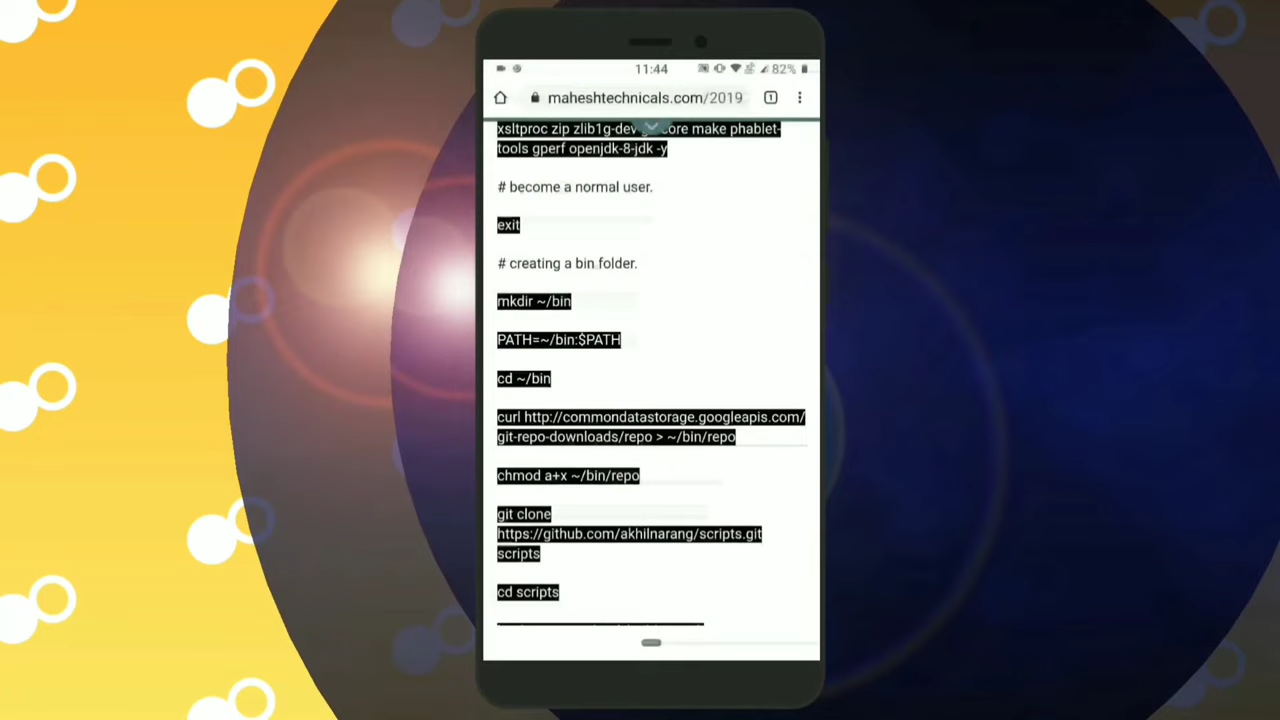 11:44
82%
maheshtechnicals.com/2019
1
xsltproc zip zlib1g-dev make phablet-
tools gperf openjdk-8-jdk -y
# become a normal user.
exit
# creating a bin folder.
mkdir ~/bin
PATH=~/bin:$PATH
cd ~/bin
curl http://commondatastorage.googleapis.com/
git-repo-downloads/repo > ~/bin/repo
chmod a+x ~/bin/repo
git clone
https://github.com/akhilnarang/scripts.git
scripts
cd scripts